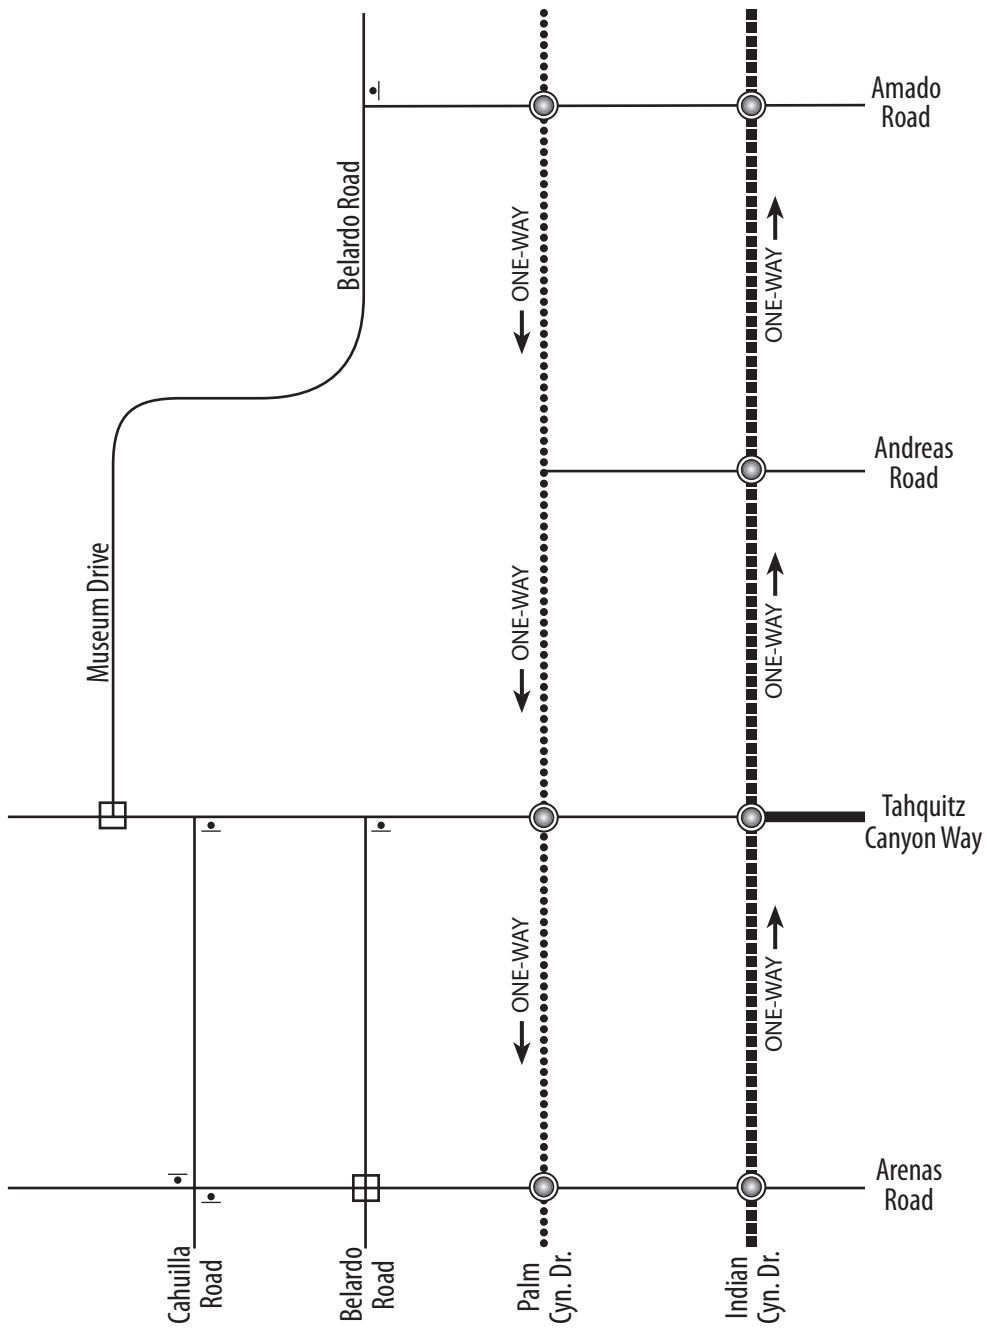 Amado
Road
Belardo Road
ONE-WAY
ONE-WAY
Andreas
Road
Museum Drive
ONE-WAY
ONE-WAY
Tahquitz
Canyon Way
ONE-WAY
ONE-WAY
Arenas
Road
Cahuilla
Road
Belardo
Road
Palm
Cyn. Dr.
Indian
Cyn. Dr.